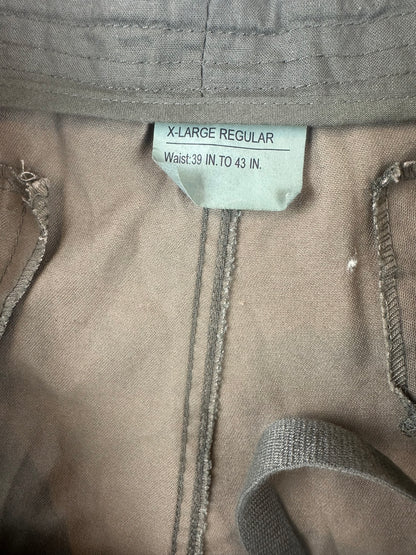 X-LARGE REGULAR
Waist:39 IN.TO 43 IN.